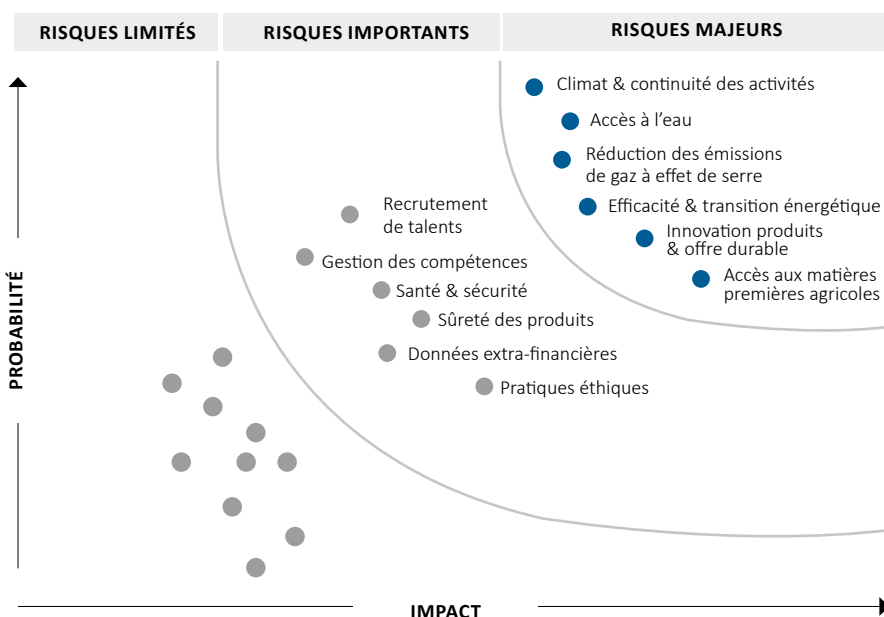 RISQUES LIMITÉS
RISQUES IMPORTANTS
RISQUES MAJEURS
Climat & continuité des activités
Accès à l’eau
Réduction des émissions
de gaz à effet de serre
Efficacité & transition énergétique
Innovation produits
& offre durable
Accès aux matières
premières agricoles
Recrutement
de talents
Gestion des compétences
Santé & sécurité
Sûreté des produits
Données extra-financières
Pratiques éthiques
PROBABILITÉ
IMPACT